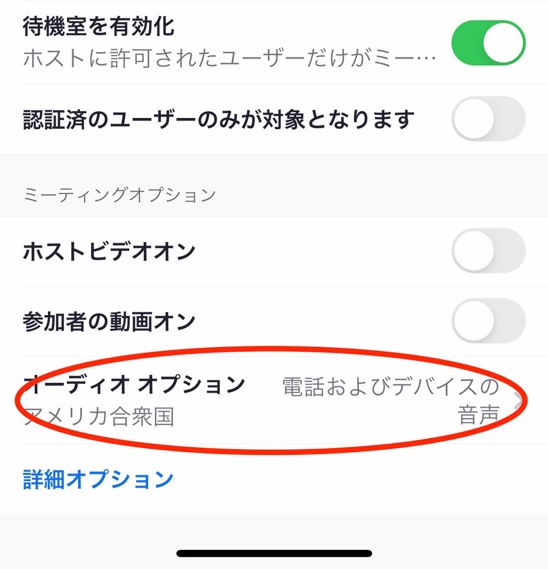 待機室を有効化
ホストに許可されたユーザーだけがミー…
認証済のユーザーのみが対象となります
ミーティングオプション
ホストビデオオン
参加者の動画オン
オーディオ オプション
アメリカ合衆国
電話およびデバイスの
音声
詳細オプション